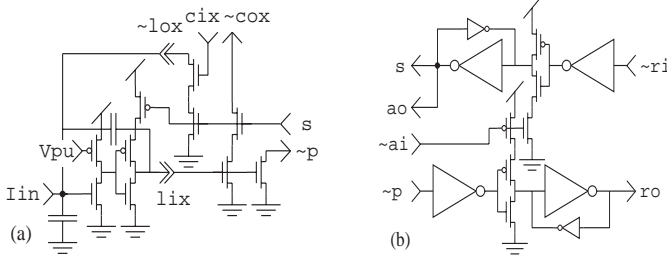 ~lox cix ~cox
s
Vpu
~p
Iin
lix
(a)
s
~ri
ao
~ai
~p
ro
(b)